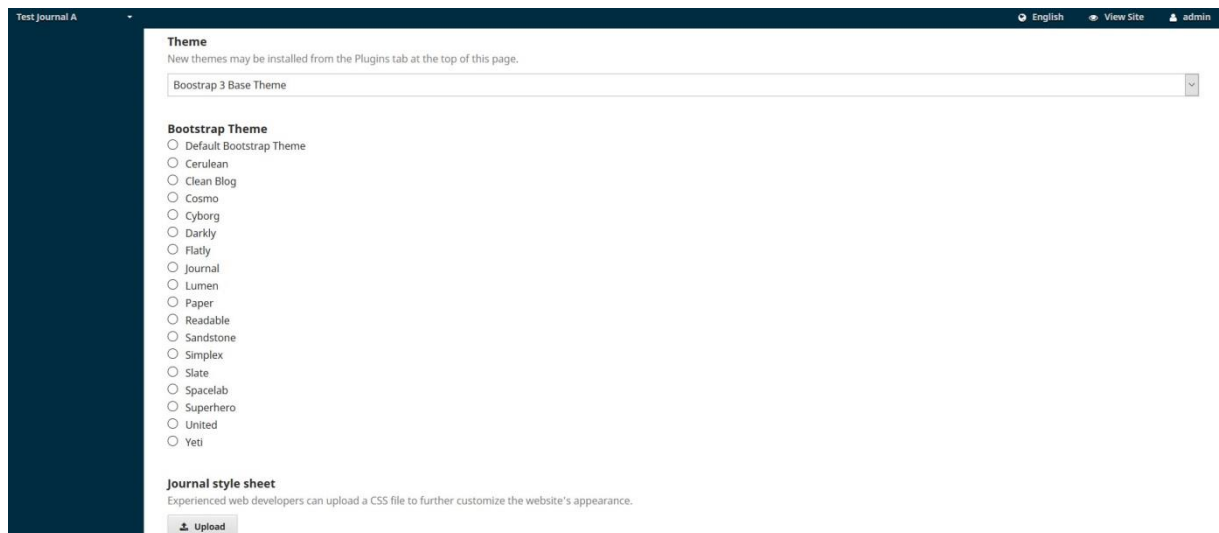 Test Journal A
English
View Site
admin
Theme
New themes may be installed from the Plugins tab at the top of this page.
Boostrap 3 Base Theme
Bootstrap Theme
Default Bootstrap Theme
Cerulean
Clean Blog
Cosmo
Cyborg
Darkly
Flatly
Journal
Lumen
Paper
Readable
Sandstone
Simplex
Slate
Spacelab
Superhero
United
Yeti
Journal style sheet
Experienced web developers can upload a CSS file to further customize the website's appearance.
Upload